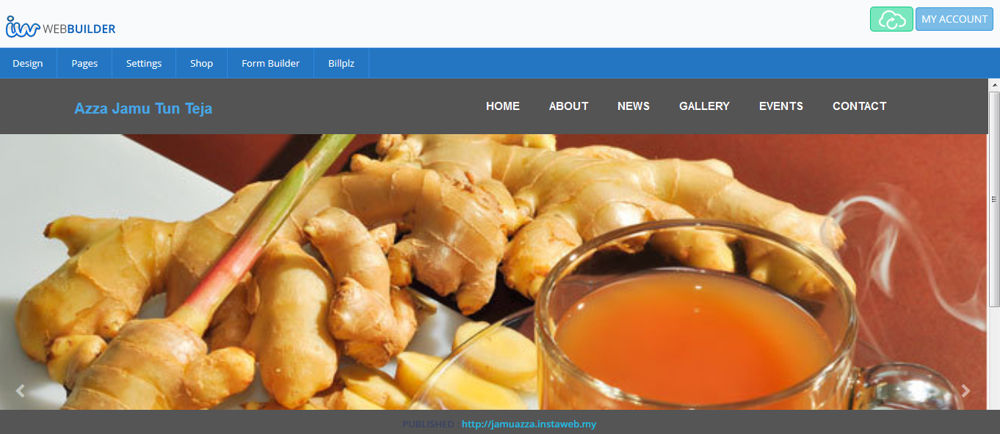 iw WEBBUILDER
MY ACCOUNT
Design Pages Settings Shop Form Builder Billplz
Azza Jamu Tun Teja
HOME ABOUT NEWS GALLERY EVENTS CONTACT
PUBLISHED : http://jamuazza.instaweb.my